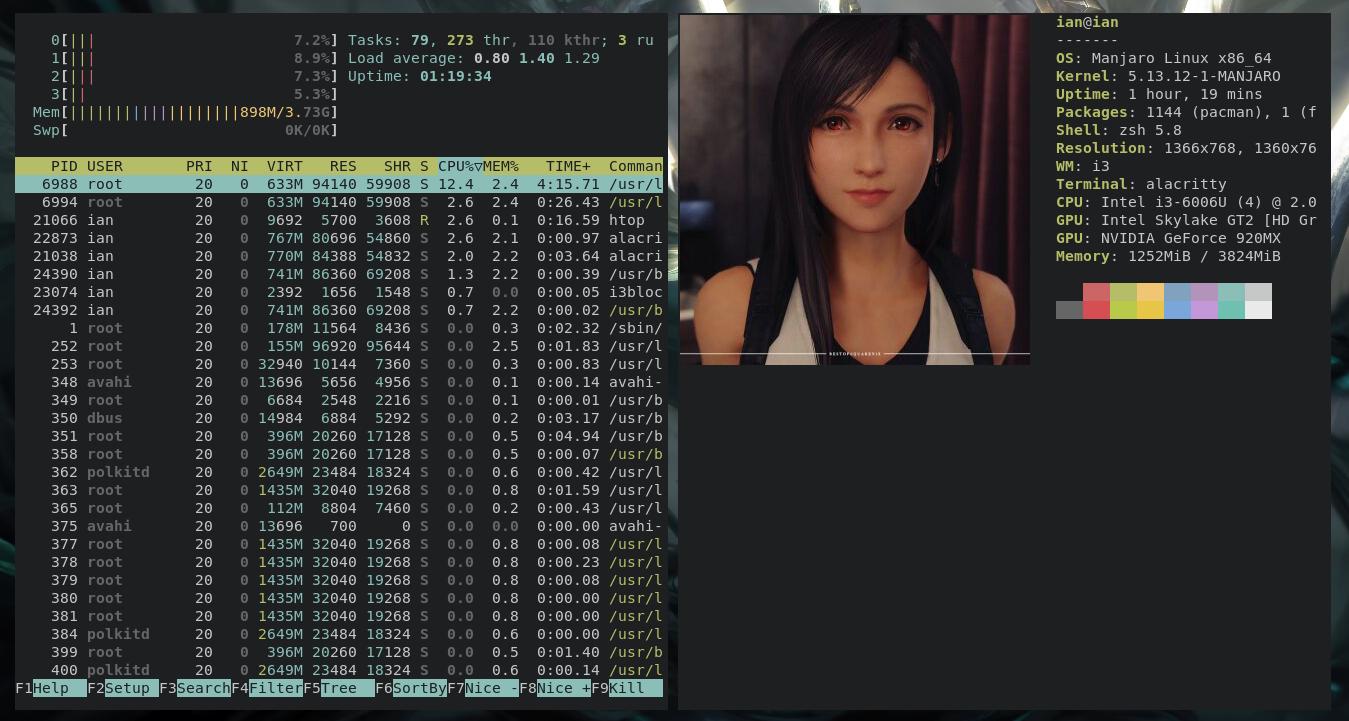 0[||| 7.2%] Tasks: 79, 273 thr, 110 kthr; 3 ru
1[||| 8.9%] Load average: 0.80 1.40 1.29
2[||| 7.3%] Uptime: 01:19:34
3[|| 5.3%]
Mem[|||||||||||||||||||898M/3.73G]
Swp[ 0K/0K]
PID USER PRI NI VIRT RES SHR S CPU%▽MEM% TIME+ Comman
6988 root 20 0 633M 94140 59908 S 12.4 2.4 4:15.71 /usr/l
6994 root 20 0 633M 94140 59908 S 2.6 2.4 0:26.43 /usr/l
21066 ian 20 0 9692 5700 3608 R 2.6 0.1 0:16.59 htop
22873 ian 20 0 767M 80696 54860 S 2.6 2.1 0:00.97 alacri
21038 ian 20 0 770M 84388 54832 S 2.0 2.2 0:03.64 alacri
24390 ian 20 0 741M 86360 69208 S 1.3 2.2 0:00.39 /usr/b
23074 ian 20 0 2392 1656 1548 S 0.7 0.0 0:00.05 i3bloc
24392 ian 20 0 741M 86360 69208 S 0.7 2.2 0:00.02 /usr/b
1 root 20 0 178M 11564 8436 S 0.0 0.3 0:02.32 /sbin/
252 root 20 0 155M 96920 95644 S 0.0 2.5 0:01.83 /usr/l
253 root 20 0 32940 10144 7360 S 0.0 0.3 0:00.83 /usr/l
348 avahi 20 0 13696 5656 4956 S 0.0 0.1 0:00.14 avahi-
349 root 20 0 6684 2548 2216 S 0.0 0.1 0:00.01 /usr/b
350 dbus 20 0 14984 6884 5292 S 0.0 0.2 0:03.17 /usr/b
351 root 20 0 396M 20260 17128 S 0.0 0.5 0:04.94 /usr/b
358 root 20 0 396M 20260 17128 S 0.0 0.5 0:00.07 /usr/b
362 polkitd 20 0 2649M 23484 18324 S 0.0 0.6 0:00.42 /usr/l
363 root 20 0 1435M 32040 19268 S 0.0 0.8 0:01.59 /usr/l
365 root 20 0 112M 8804 7460 S 0.0 0.2 0:00.43 /usr/l
375 avahi 20 0 13696 700 0 S 0.0 0.0 0:00.00 avahi-
377 root 20 0 1435M 32040 19268 S 0.0 0.8 0:00.08 /usr/l
378 root 20 0 1435M 32040 19268 S 0.0 0.8 0:00.23 /usr/l
379 root 20 0 1435M 32040 19268 S 0.0 0.8 0:00.08 /usr/l
380 root 20 0 1435M 32040 19268 S 0.0 0.8 0:00.00 /usr/l
381 root 20 0 1435M 32040 19268 S 0.0 0.8 0:00.00 /usr/l
384 polkitd 20 0 2649M 23484 18324 S 0.0 0.6 0:00.00 /usr/l
399 root 20 0 396M 20260 17128 S 0.0 0.5 0:01.40 /usr/b
400 polkitd 20 0 2649M 23484 18324 S 0.0 0.6 0:00.14 /usr/l
F1Help F2Setup F3SearchF4FilterF5Tree F6SortByF7Nice -F8Nice +F9Kill
BESTOFSQUAREENIX
ian@ian
-------
OS: Manjaro Linux x86_64
Kernel: 5.13.12-1-MANJARO
Uptime: 1 hour, 19 mins
Packages: 1144 (pacman), 1 (f
Shell: zsh 5.8
Resolution: 1366x768, 1360x76
WM: i3
Terminal: alacritty
CPU: Intel i3-6006U (4) @ 2.0
GPU: Intel Skylake GT2 [HD Gr
GPU: NVIDIA GeForce 920MX
Memory: 1252MiB / 3824MiB